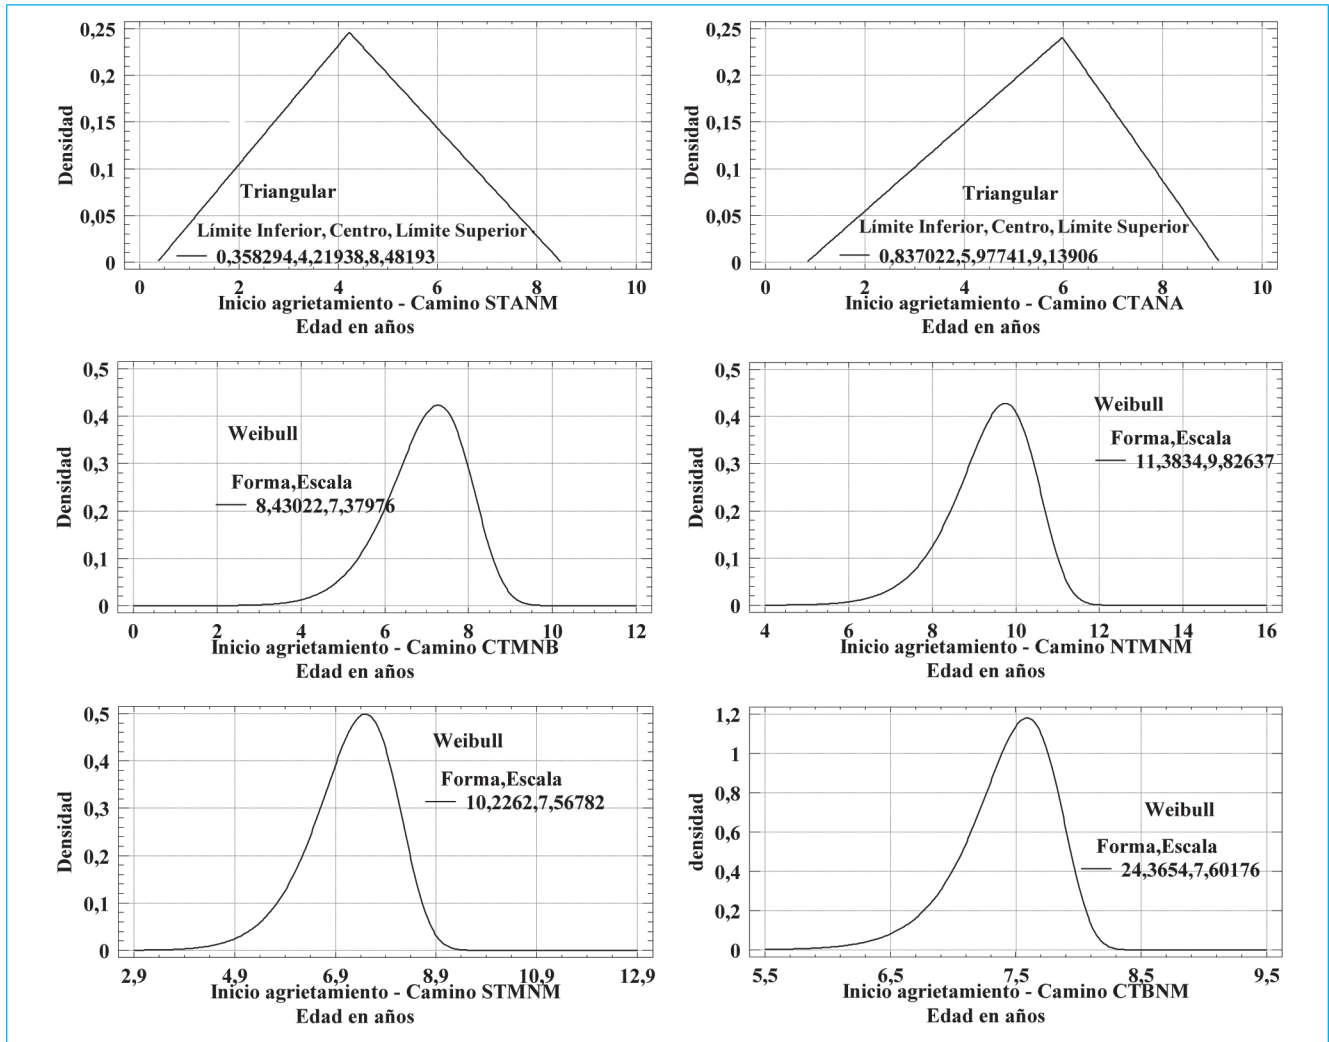 0,25
0,2
0,15
0,1
0,05
0
Densidad
Triangular
Límite Inferior, Centro, Límite Superior
0,358294,4,21938,8,48193
0 2 4 6 8 10
Inicio agrietamiento - Camino STANM
Edad en años
0,25
0,2
0,15
0,1
0,05
0
Densidad
Triangular
Límite Inferior, Centro, Límite Superior
0,837022,5,97741,9,13906
0 2 4 6 8 10
Inicio agrietamiento - Camino CTANA
Edad en años
0,5
0,4
0,3
0,2
0,1
0
Densidad
Weibull
Forma,Escala
8,43022,7,37976
0 2 4 6 8 10 12
Inicio agrietamiento - Camino CTMNB
Edad en años
0,5
0,4
0,3
0,2
0,1
0
Densidad
Weibull
Forma,Escala
11,3834,9,82637
4 6 8 10 12 14 16
Inicio agrietamiento - Camino NTMNM
Edad en años
0,5
0,4
0,3
0,2
0,1
0
Densidad
Weibull
Forma,Escala
10,2262,7,56782
2,9 4,9 6,9 8,9 10,9 12,9
Inicio agrietamiento - Camino STMNM
Edad en años
1,2
1
0,8
0,6
0,4
0,2
0
densidad
Weibull
Forma,Escala
24,3654,7,60176
5,5 6,5 7,5 8,5 9,5
Inicio agrietamiento - Camino CTBNM
Edad en años